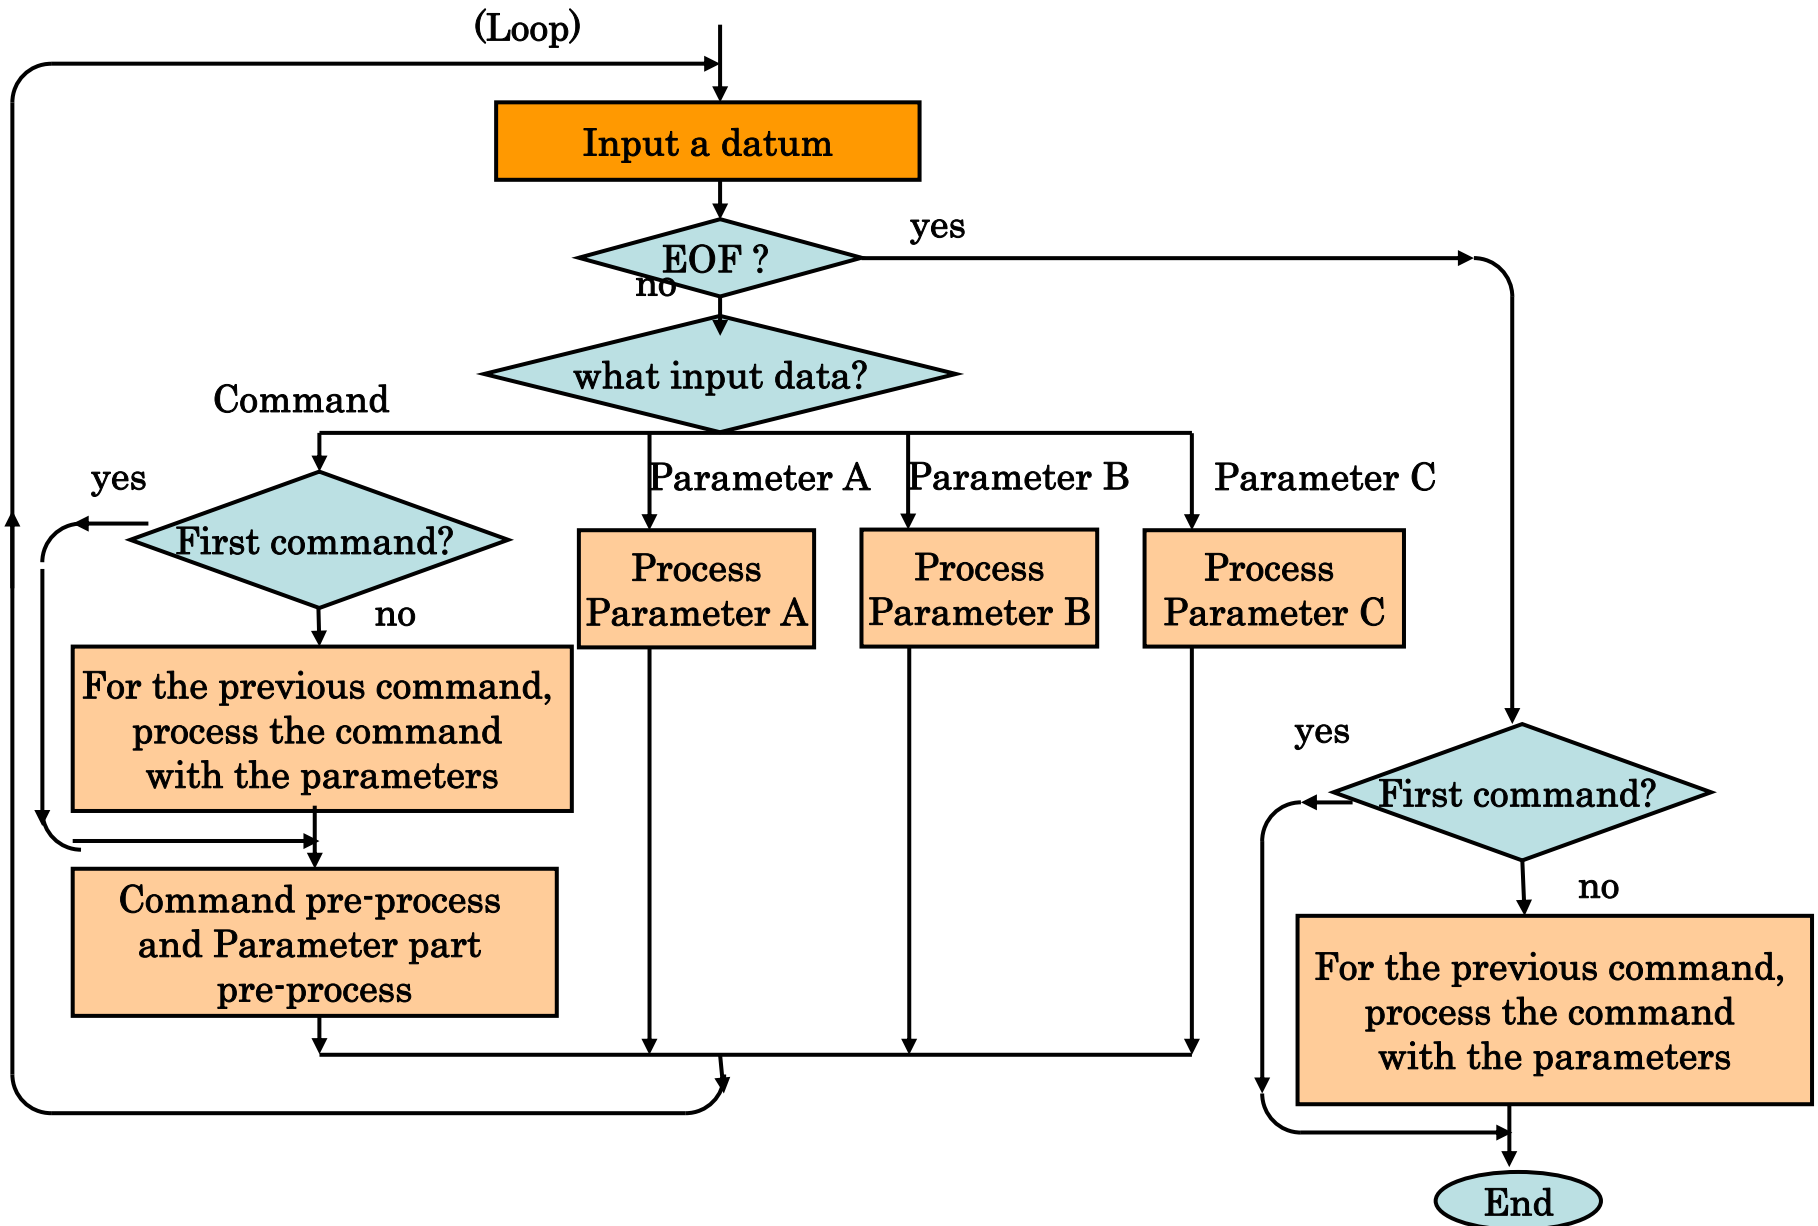 (Loop)
Input a datum
EOF ?
yes
no
what input data?
Command
Parameter A
Parameter B
Parameter C
yes
First command?
no
Process
Parameter A
Process
Parameter B
Process
Parameter C
For the previous command,
process the command
with the parameters
Command pre-process
and Parameter part
pre-process
yes
First command?
no
For the previous command,
process the command
with the parameters
End